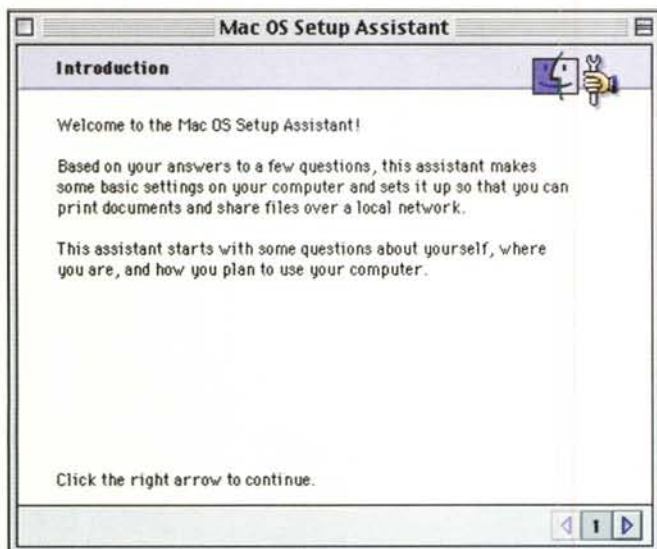 Mac OS Setup Assistant
Introduction
Welcome to the Mac OS Setup Assistant!
Based on your answers to a few questions, this assistant makes
some basic settings on your computer and sets it up so that you can
print documents and share files over a local network.
This assistant starts with some questions about yourself, where
you are, and how you plan to use your computer.
Click the right arrow to continue.
1